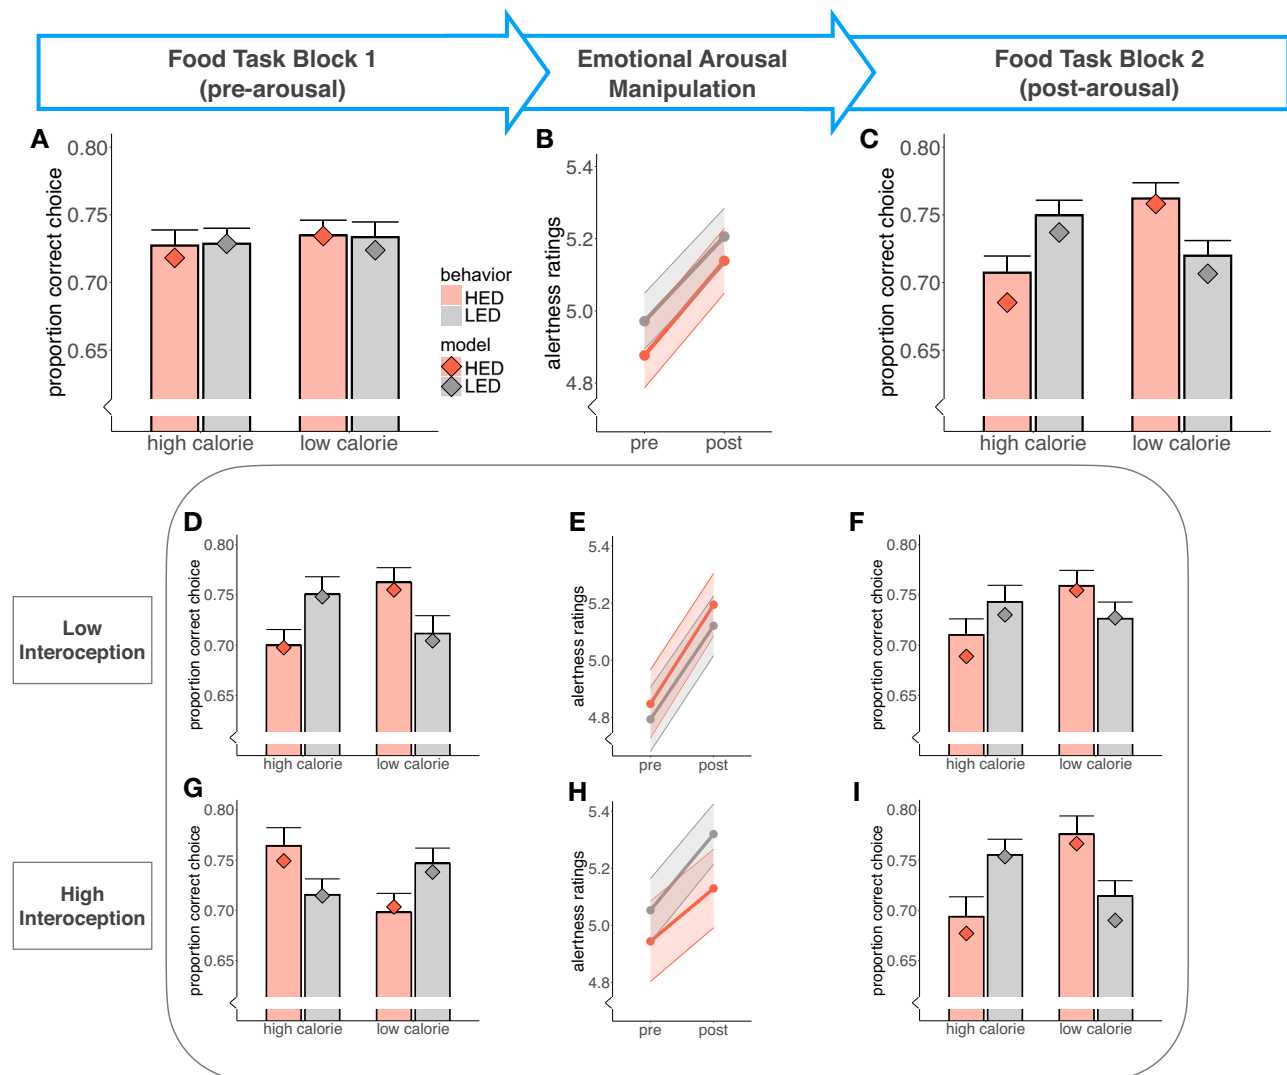 Food Task Block 1
(pre-arousal)
Emotional Arousal
Manipulation
Food Task Block 2
(post-arousal)
A
proportion correct choice
0.80
0.75
0.70
0.65
high calorie
low calorie
behavior
HED
LED
model
HED
LED
B
alertness ratings
5.4
5.2
5.0
4.8
pre
post
C
proportion correct choice
0.80
0.75
0.70
0.65
high calorie
low calorie
Low
Interoception
D
proportion correct choice
0.80
0.75
0.70
0.65
high calorie
low calorie
E
alertness ratings
5.4
5.2
5.0
4.8
pre
post
F
proportion correct choice
0.80
0.75
0.70
0.65
high calorie
low calorie
High
Interoception
G
proportion correct choice
0.80
0.75
0.70
0.65
high calorie
low calorie
H
alertness ratings
5.4
5.2
5.0
4.8
pre
post
I
proportion correct choice
0.80
0.75
0.70
0.65
high calorie
low calorie